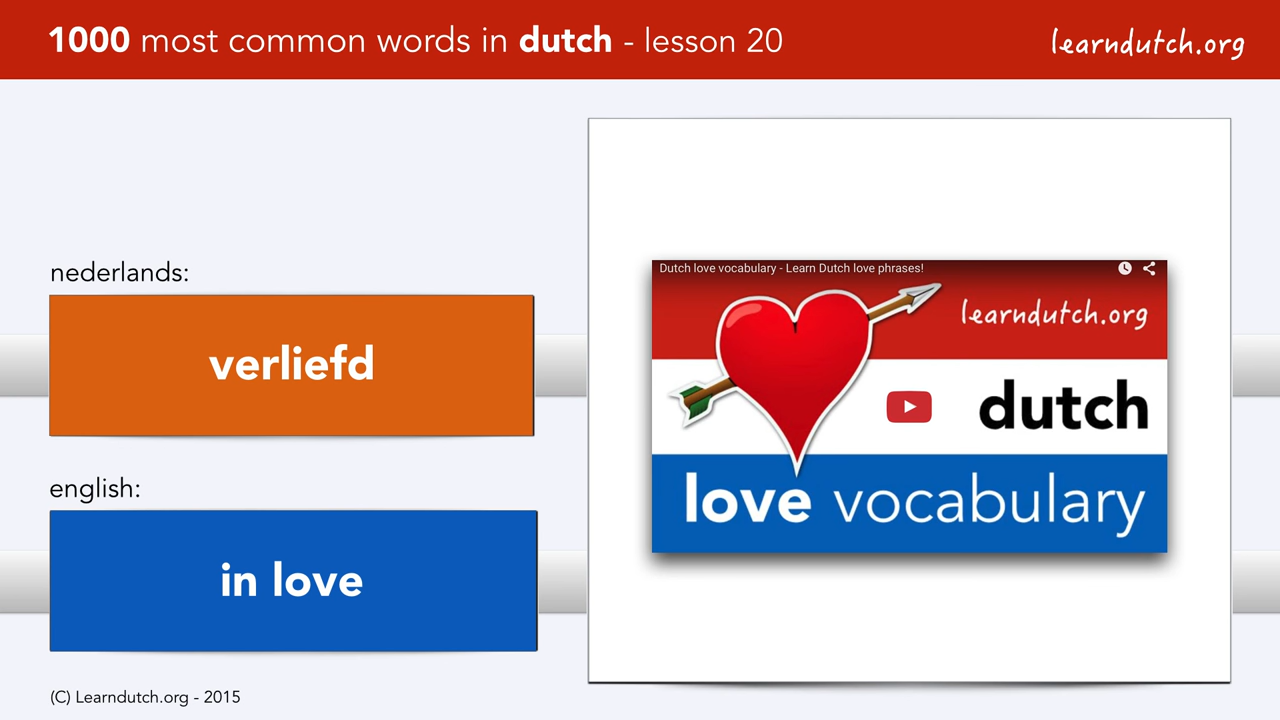 1000 most common words in dutch - lesson 20
learndutch.org
nederlands:
verliefd
english:
in love
Dutch love vocabulary - Learn Dutch love phrases!
learndutch.org
dutch
love vocabulary
(C) Learndutch.org - 2015